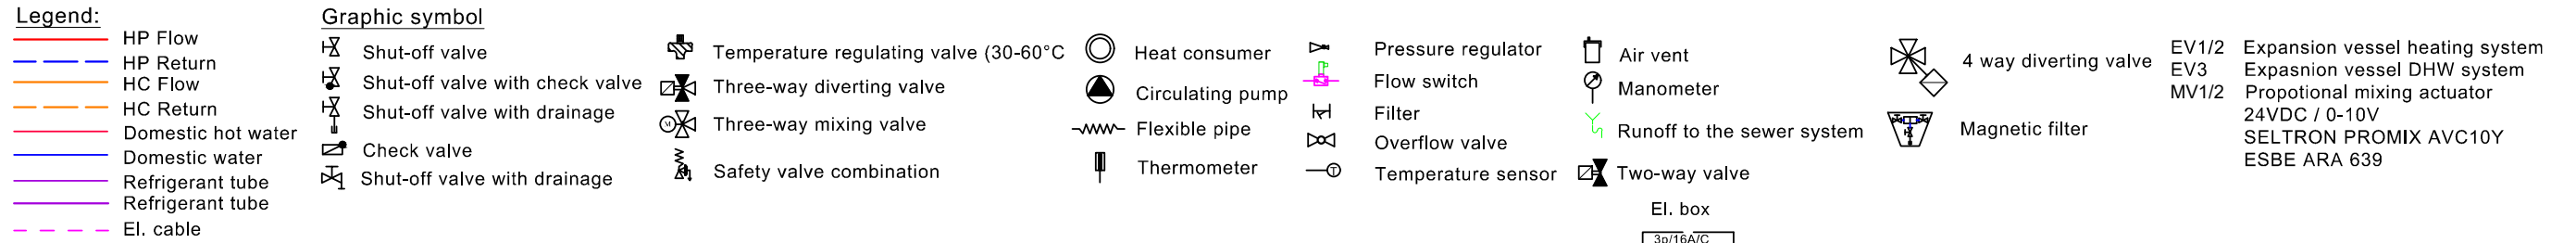 Legend:
HP Flow
HP Return
HC Flow
HC Return
Domestic hot water
Domestic water
Refrigerant tube
Refrigerant tube
El. cable
Graphic symbol
Shut-off valve
Shut-off valve with check valve
Shut-off valve with drainage
Check valve
Shut-off valve with drainage
Temperature regulating valve (30-60°C
Three-way diverting valve
M
Three-way mixing valve
Safety valve combination
Heat consumer
Circulating pump
Flexible pipe
Thermometer
Pressure regulator
Flow switch
Filter
Overflow valve
T
Temperature sensor
Air vent
Manometer
Runoff to the sewer system
Two-way valve
El. box
3p/16A/C
4 way diverting valve
Magnetic filter
EV1/2 Expansion vessel heating system
EV3 Expasnion vessel DHW system
MV1/2 Propotional mixing actuator
24VDC / 0-10V
SELTRON PROMIX AVC10Y
ESBE ARA 639